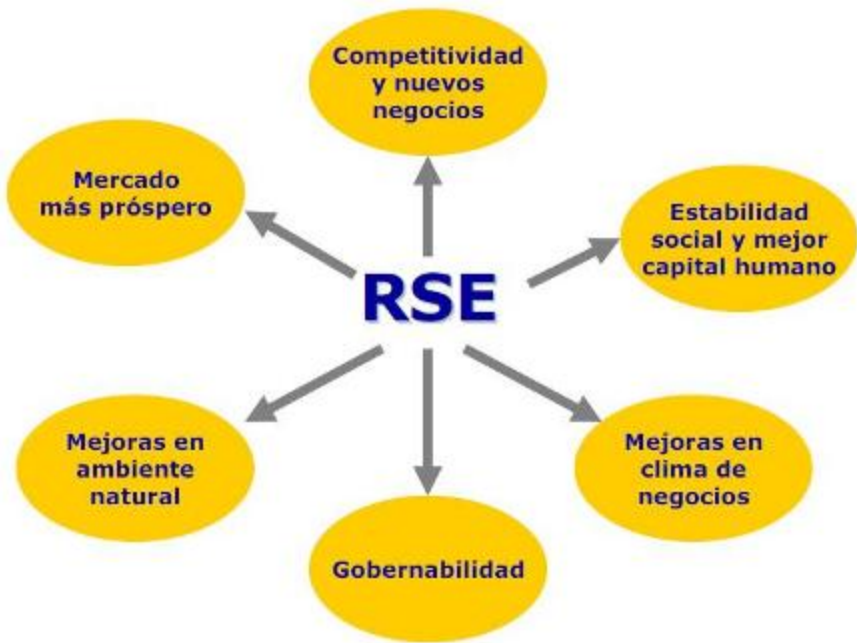 Competitividad
y nuevos
negocios
Mercado
más próspero
Estabilidad
social y mejor
capital humano
RSE
Mejoras en
ambiente
natural
Mejoras en
clima de
negocios
Gobernabilidad